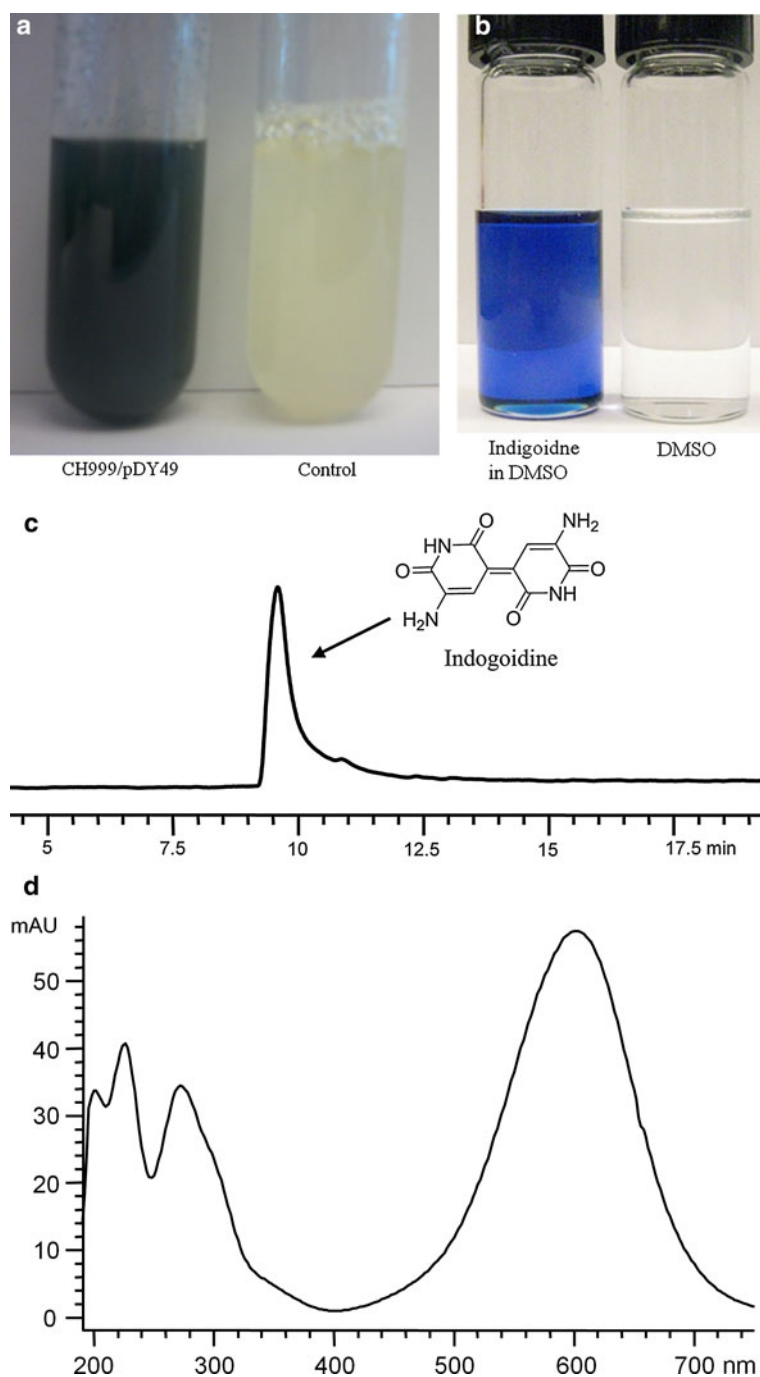 a
b
CH999/pDY49
Control
Indigoidne
in DMSO
DMSO
c
O
NH2
HN
O
O
NH
H2N
O
Indogoidine
5 7.5 10 12.5 15 17.5 min
d
mAU
50
40
30
20
10
0
200 300 400 500 600 700 nm